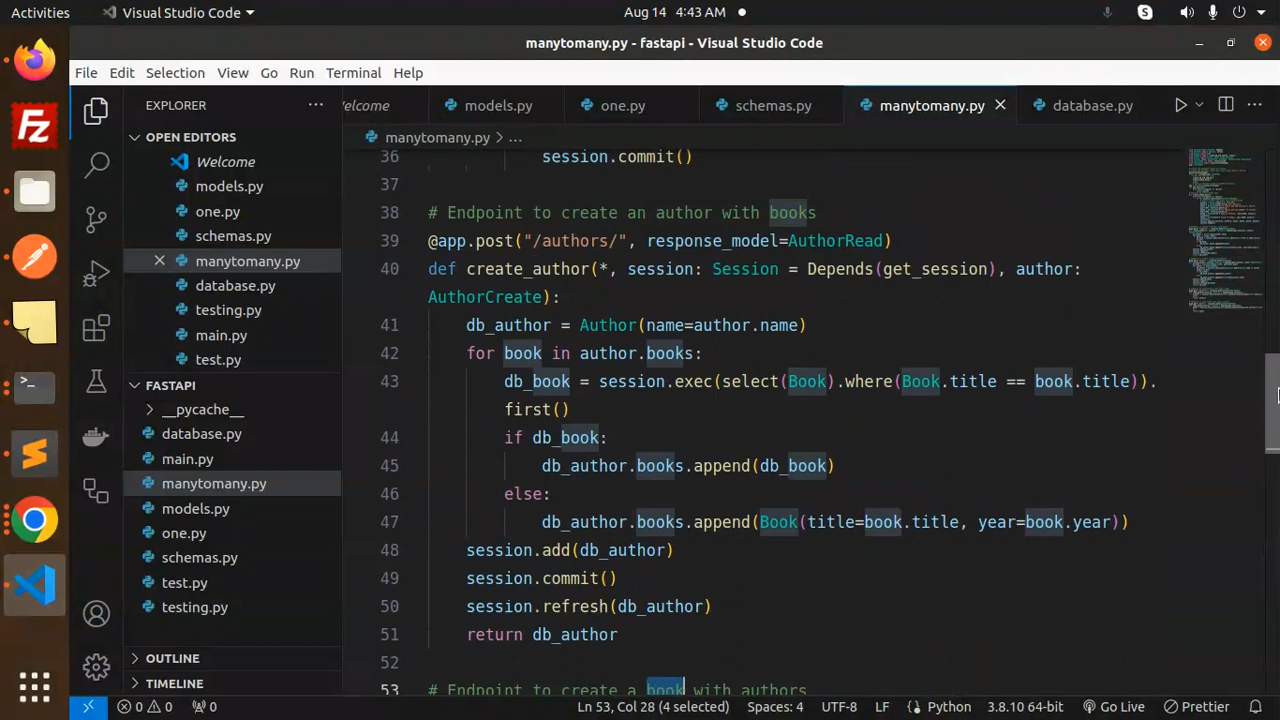 Activities
Visual Studio Code
Aug 14 4:43 AM
manytomany.py - fastapi - Visual Studio Code
File Edit Selection View Go Run Terminal Help
EXPLORER
elcome models.py one.py schemas.py manytomany.py database.py
OPEN EDITORS
Welcome
models.py
one.py
schemas.py
manytomany.py
database.py
testing.py
main.py
test.py
FASTAPI
__pycache__
database.py
main.py
manytomany.py
models.py
one.py
schemas.py
test.py
testing.py
OUTLINE
TIMELINE
manytomany.py > ...
36 session.commit()
37
38 # Endpoint to create an author with books
39 @app.post("/authors/", response_model=AuthorRead)
40 def create_author(*, session: Session = Depends(get_session), author:
AuthorCreate):
41 db_author = Author(name=author.name)
42 for book in author.books:
43 db_book = session.exec(select(Book).where(Book.title == book.title)).
first()
44 if db_book:
45 db_author.books.append(db_book)
46 else:
47 db_author.books.append(Book(title=book.title, year=book.year))
48 session.add(db_author)
49 session.commit()
50 session.refresh(db_author)
51 return db_author
52
53 # Endpoint to create a book with authors
0 0 0 Ln 53, Col 28 (4 selected) Spaces: 4 UTF-8 LF Python 3.8.10 64-bit Go Live Prettier